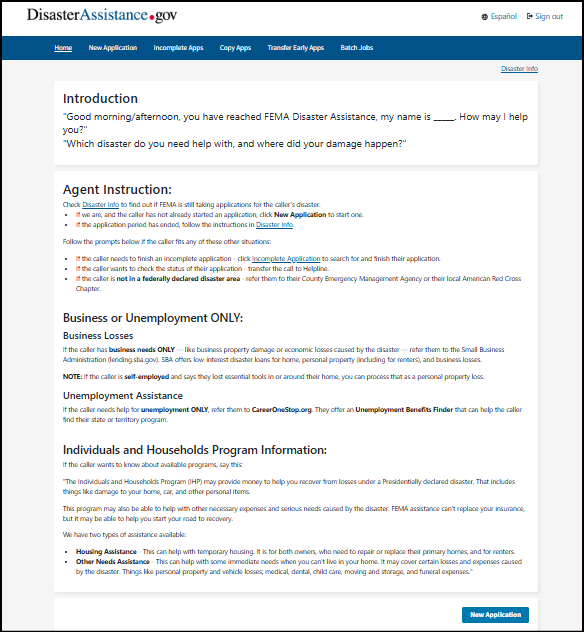 DisasterAssistance.gov
Español Sign out
Home New Application Incomplete Apps Copy Apps Transfer Early Apps Batch Jobs
Disaster Info
Introduction
"Good morning/afternoon, you have reached FEMA Disaster Assistance, my name is _____. How may I help
you?"
"Which disaster do you need help with, and where did your damage happen?"
Agent Instruction:
Check Disaster Info to find out if FEMA is still taking applications for the caller's disaster.
• If we are, and the caller has not already started an application, click New Application to start one.
• If the application period has ended, follow the instructions in Disaster Info.
Follow the prompts below if the caller fits any of these other situations:
• If the caller needs to finish an incomplete application - click Incomplete Application to search for and finish their application.
• If the caller wants to check the status of their application - transfer the call to Helpline.
• If the caller is not in a federally declared disaster area - refer them to their County Emergency Management Agency or their local American Red Cross
Chapter.
Business or Unemployment ONLY:
Business Losses
If the caller has business needs ONLY — like business property damage or economic losses caused by the disaster — refer them to the Small Business
Administration (lending.sba.gov). SBA offers low-interest disaster loans for home, personal property (including for renters), and business losses.
NOTE: If the caller is self-employed and says they lost essential tools in or around their home, you can process that as a personal property loss.
Unemployment Assistance
If the caller needs help for unemployment ONLY, refer them to CareerOneStop.org. They offer an Unemployment Benefits Finder that can help the caller
find their state or territory program.
Individuals and Households Program Information:
If the caller wants to know about available programs, say this:
"The Individuals and Households Program (IHP) may provide money to help you recover from losses under a Presidentially declared disaster. That includes
things like damage to your home, car, and other personal items.
This program may also be able to help with other necessary expenses and serious needs caused by the disaster. FEMA assistance can't replace your insurance,
but it may be able to help you start your road to recovery.
We have two types of assistance available:
• Housing Assistance - This can help with temporary housing. It is for both owners, who need to repair or replace their primary homes, and for renters.
• Other Needs Assistance - This can help with some immediate needs when you can't live in your home. It may cover certain losses and expenses caused
by the disaster. Things like personal property and vehicle losses; medical, dental, child care, moving and storage, and funeral expenses."
New Application